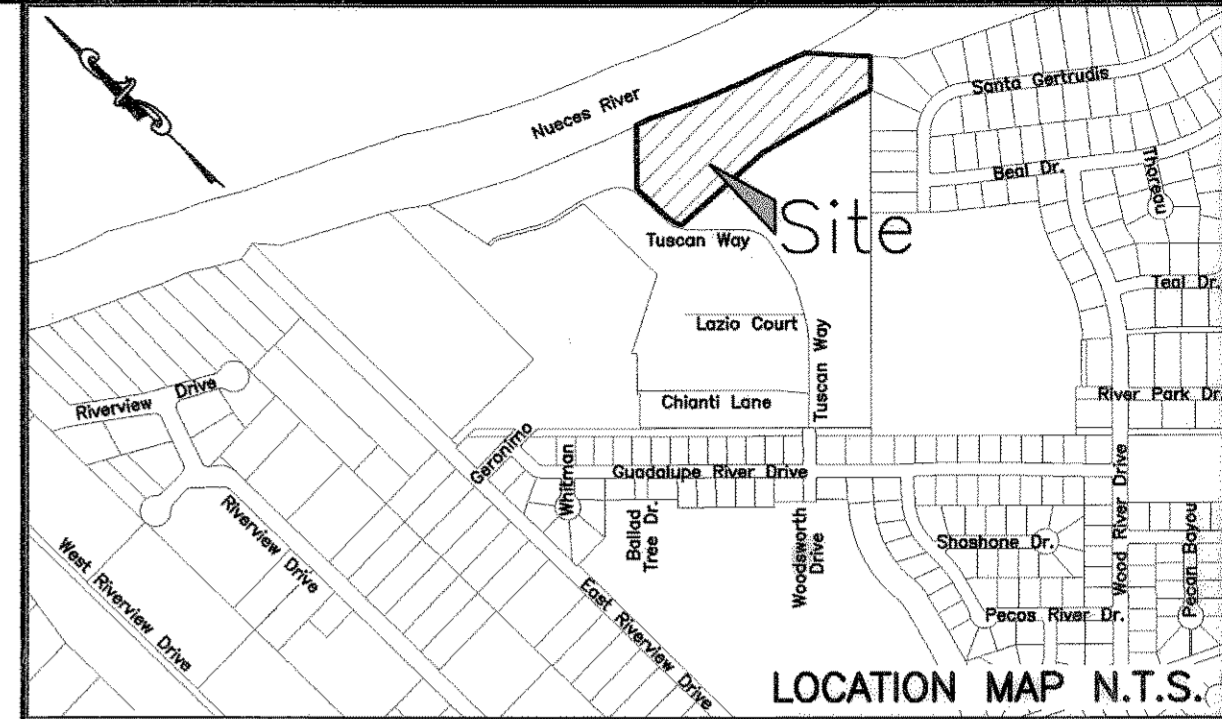 Santa Gertrudis
Nueces River
Beal Dr.
Thoreau
Site
Tuscan Way
Teal Dr.
Lazio Court
Tuscan Way
Riverview Drive
Chianti Lane
River Park Dr.
Geronimo
Whitman
Guadalupe River Drive
Wood River Drive
Riverview Drive
Ballad
Tree Dr.
Woodsworth
Drive
Shoshone Dr.
Pecan Bayou
West Riverview Drive
East Riverview Drive
Pecos River Dr.
LOCATION MAP N.T.S.